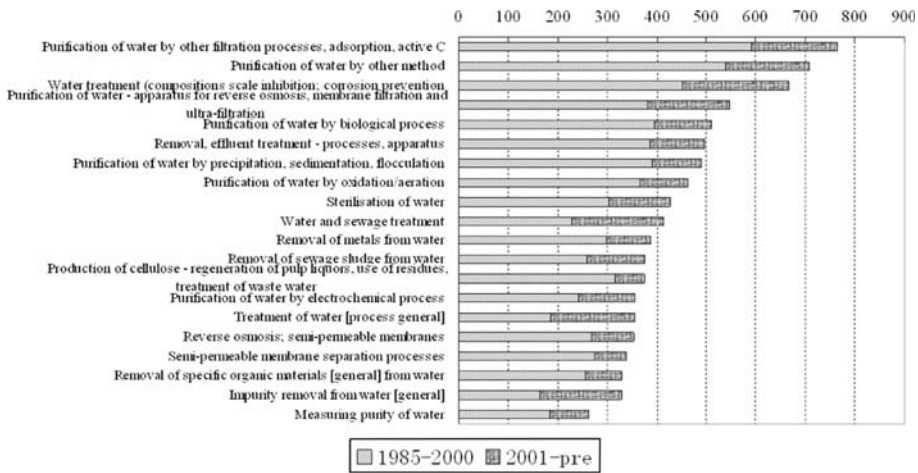 0 100 200 300 400 500 600 700 800 900
Purification of water by other filtration processes, adsorption, active C
Purification of water by other method
Water treatment (compositions scale inhibition; corrosion prevention
Purification of water - apparatus for reverse osmosis, membrane filtration and
ultra-filtration
Purification of water by biological process
Removal, effluent treatment - processes, apparatus
Purification of water by precipitation, sedimentation, flocculation
Purification of water by oxidation/aeration
Sterilisation of water
Water and sewage treatment
Removal of metals from water
Removal of sewage sludge from water
Production of cellulose - regeneration of pulp liquors, use of residues,
treatment of waste water
Purification of water by electrochemical process
Treatment of water [process general]
Reverse osmosis; semi-permeable membranes
Semi-permeable membrane separation processes
Removal of specific organic materials [general] from water
Impurity removal from water [general]
Measuring purity of water
1985-2000 2001-pre